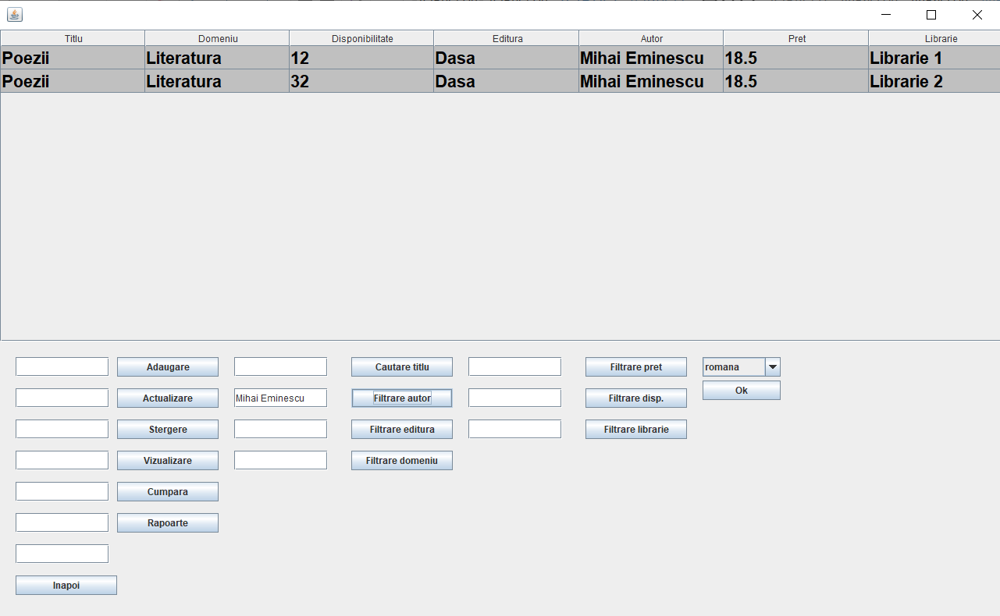 Titlu Domeniu Disponibilitate Editura Autor Pret Librarie
Poezii Literatura 12 Dasa Mihai Eminescu 18.5 Librarie 1
Poezii Literatura 32 Dasa Mihai Eminescu 18.5 Librarie 2
Adaugare Cautare titlu Filtrare pret romana
Ok
Actualizare Mihai Eminescu Filtrare autor Filtrare disp.
Stergere Filtrare editura Filtrare librarie
Vizualizare Filtrare domeniu
Cumpara
Rapoarte
Inapoi